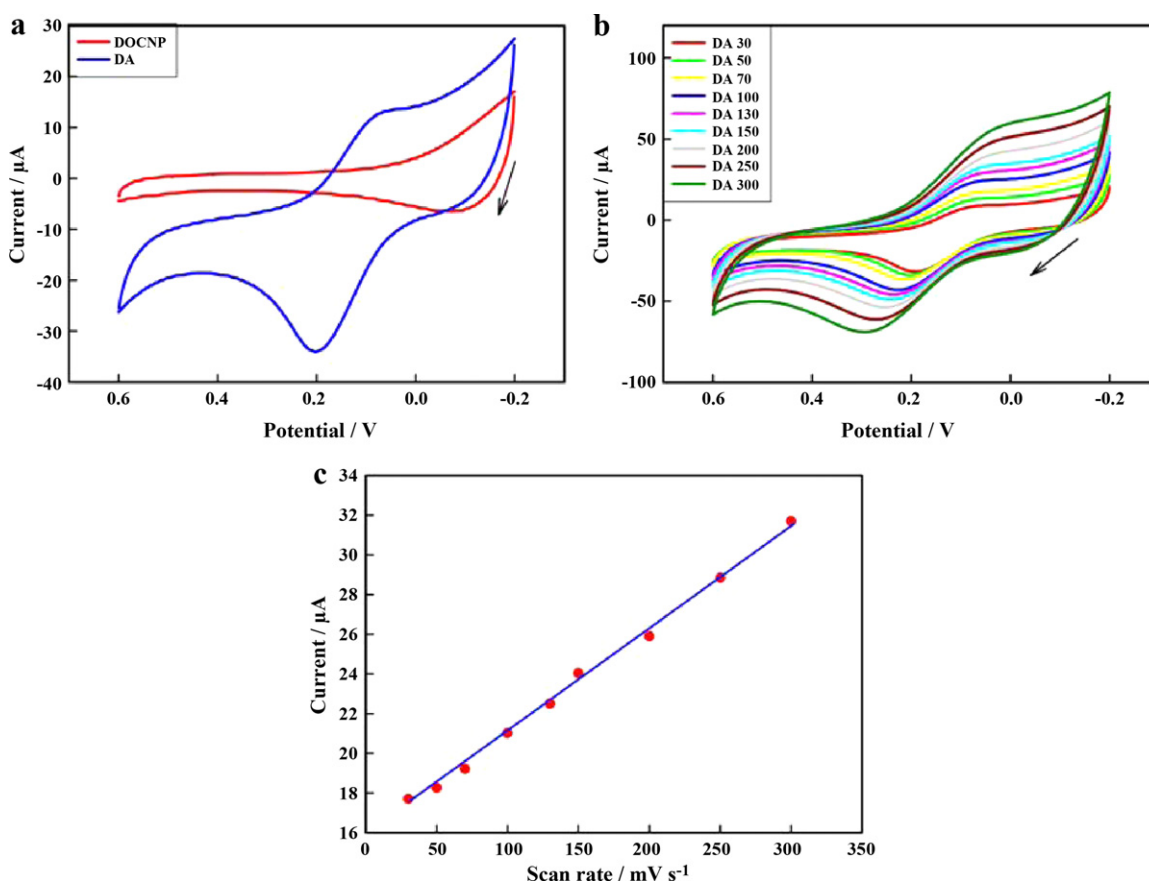 a
DOCNP
DA
30
20
10
0
-10
-20
-30
-40
0.6
0.4
0.2
0.0
-0.2
Current / µA
Potential / V
b
DA 30
DA 50
DA 70
DA 100
DA 130
DA 150
DA 200
DA 250
DA 300
100
50
0
-50
-100
0.6
0.4
0.2
0.0
-0.2
Current / µA
Potential / V
c
34
32
30
28
26
24
22
20
18
16
0
50
100
150
200
250
300
350
Current / µA
Scan rate / mV s⁻¹